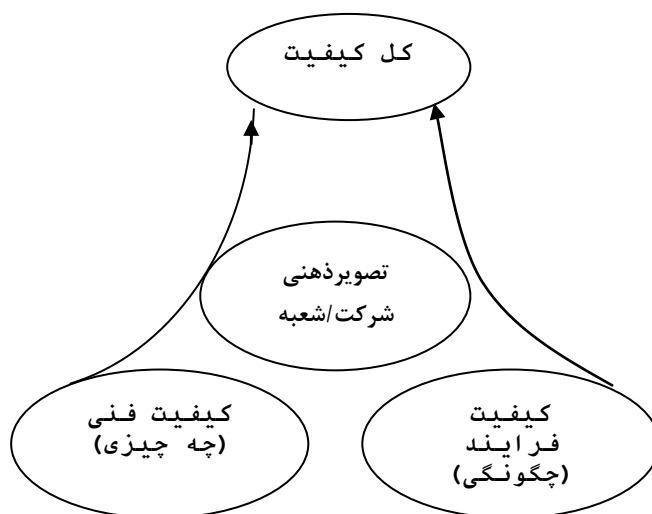 کل کیفیت
تصویرذهنی
شرکت/شعبه
کیفیت
فرایند
(چگونگی)
کیفیت فنی
(چه چیزی)